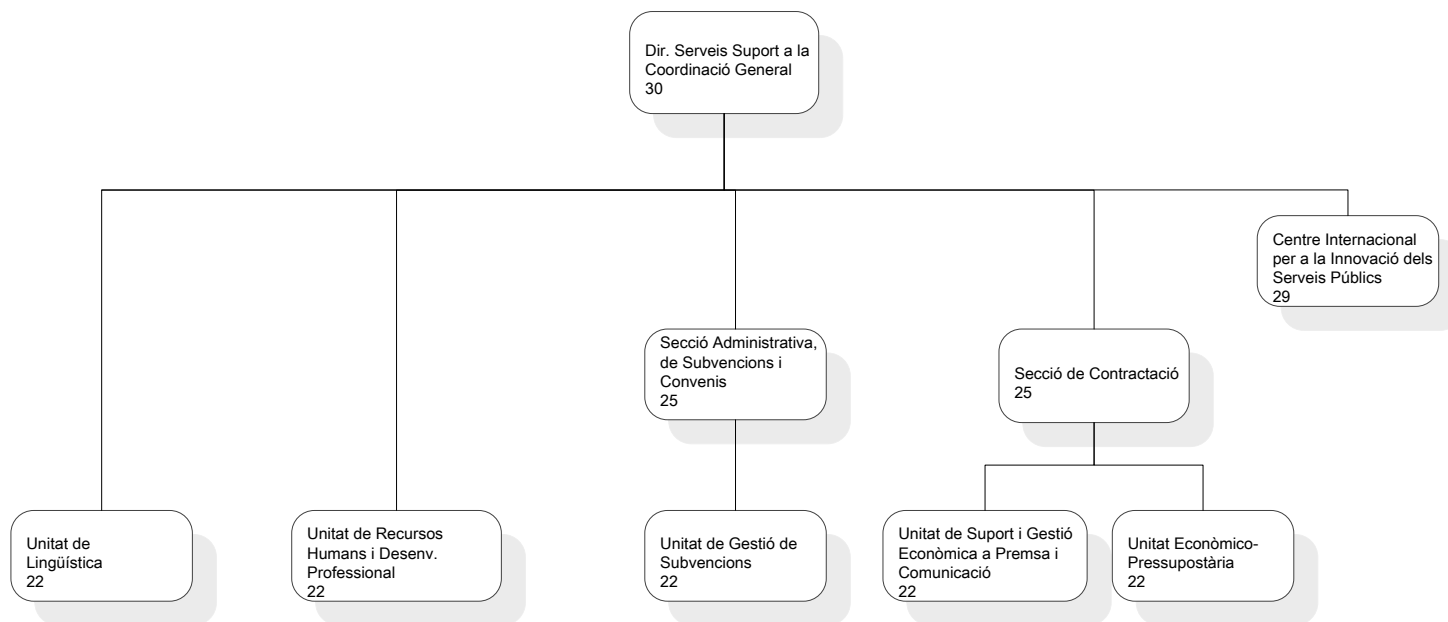 Dir. Serveis Suport a la
Coordinació General
30
Centre Internacional
per a la Innovació dels
Serveis Públics
29
Secció Administrativa,
de Subvencions i
Convenis
25
Secció de Contractació
25
Unitat de
Lingüística
22
Unitat de Recursos
Humans i Desenv.
Professional
22
Unitat de Gestió de
Subvencions
22
Unitat de Suport i Gestió
Econòmica a Premsa i
Comunicació
22
Unitat Econòmico-
Pressupostària
22